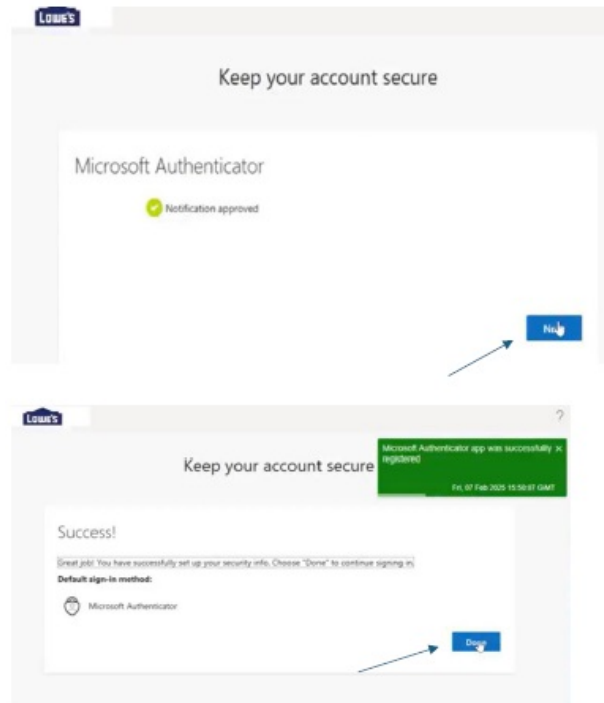 LOWE'S
Keep your account secure
Microsoft Authenticator
Notification approved
LOWE'S
?
Microsoft Authenticator app was successfully
registered
Fri, 07 Feb 2025 15:50:07 GMT
Keep your account secure
Success!
Great job! You have successfully set up your security info. Choose "Done" to continue signing in.
Default sign-in method:
Microsoft Authenticator
Done